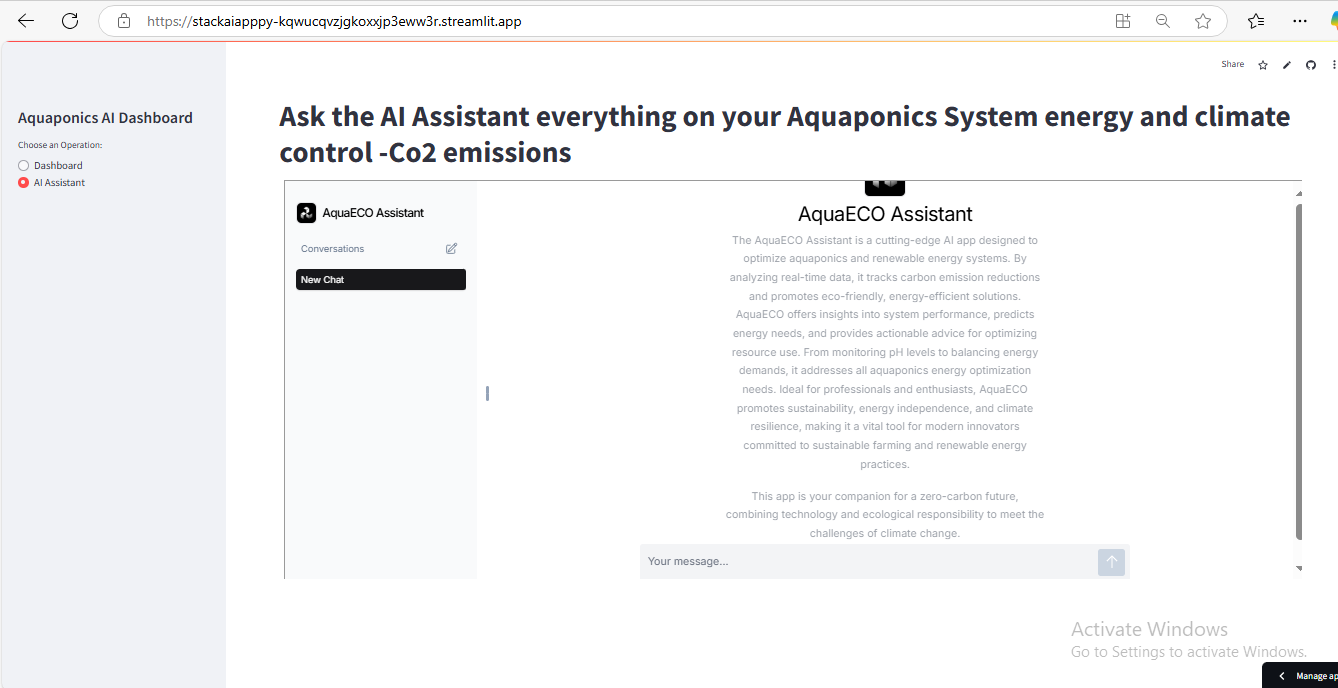 https://stackaiapppy-kqwucqvzjgkoxxjp3eww3r.streamlit.app
Share
Aquaponics AI Dashboard
Choose an Operation:
Dashboard
AI Assistant
Ask the AI Assistant everything on your Aquaponics System energy and climate
control -Co2 emissions
AquaECO Assistant
Conversations
New Chat
AquaECO Assistant
The AquaECO Assistant is a cutting-edge AI app designed to
optimize aquaponics and renewable energy systems. By
analyzing real-time data, it tracks carbon emission reductions
and promotes eco-friendly, energy-efficient solutions.
AquaECO offers insights into system performance, predicts
energy needs, and provides actionable advice for optimizing
resource use. From monitoring pH levels to balancing energy
demands, it addresses all aquaponics energy optimization
needs. Ideal for professionals and enthusiasts, AquaECO
promotes sustainability, energy independence, and climate
resilience, making it a vital tool for modern innovators
committed to sustainable farming and renewable energy
practices.
This app is your companion for a zero-carbon future,
combining technology and ecological responsibility to meet the
challenges of climate change.
Your message...
Activate Windows
Go to Settings to activate Windows.
Manage ap